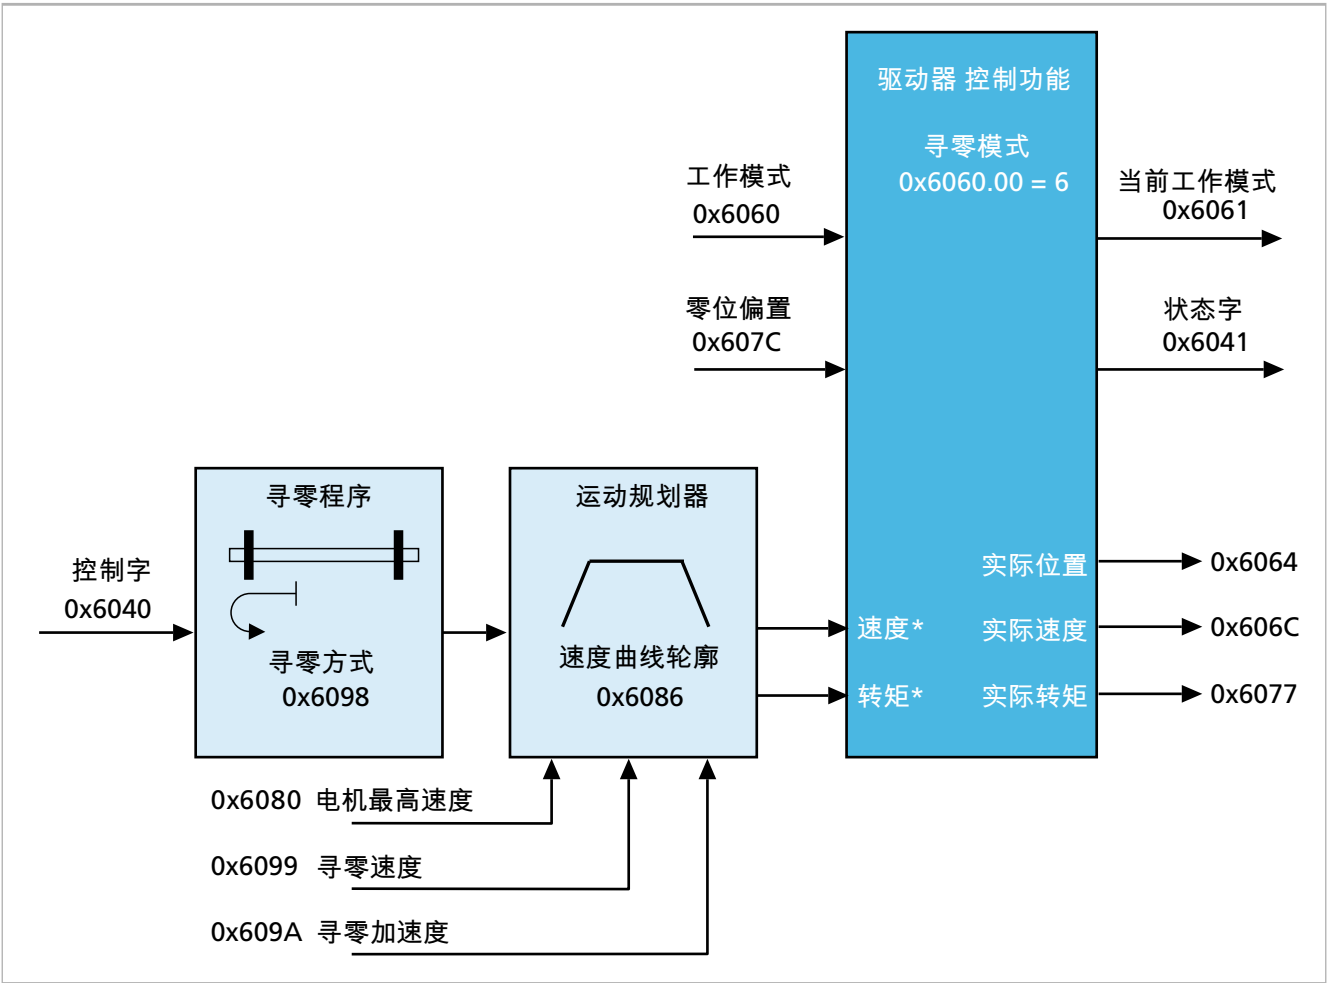 驱动器 控制功能
寻零模式
0x6060.00 = 6
工作模式
0x6060
当前工作模式
0x6061
零位偏置
0x607C
状态字
0x6041
控制字
0x6040
寻零程序
寻零方式
0x6098
运动规划器
速度曲线轮廓
0x6086
速度*
转矩*
实际位置
0x6064
实际速度
0x606C
实际转矩
0x6077
0x6080 电机最高速度
0x6099 寻零速度
0x609A 寻零加速度